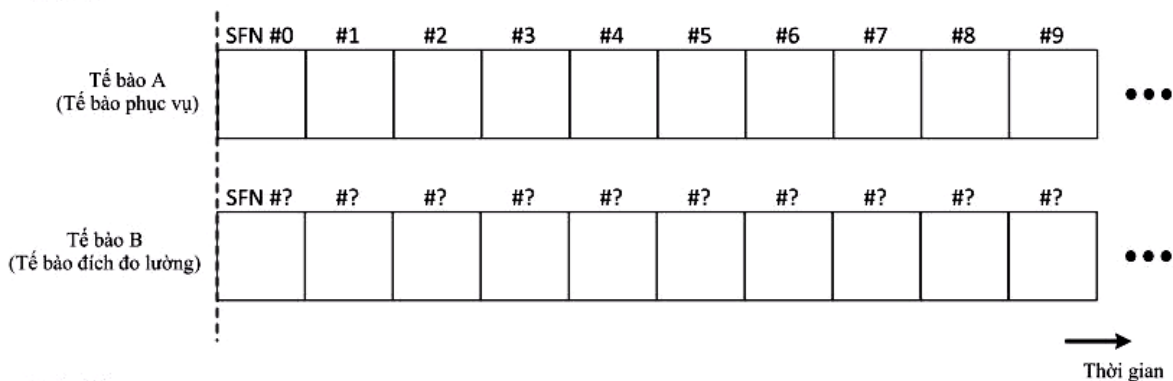 SFN #0 #1 #2 #3 #4 #5 #6 #7 #8 #9
Tế bào A
(Tế bào phục vụ)
SFN #? #? #? #? #? #? #? #? #? #?
Tế bào B
(Tế bào đích đo lường)
Thời gian